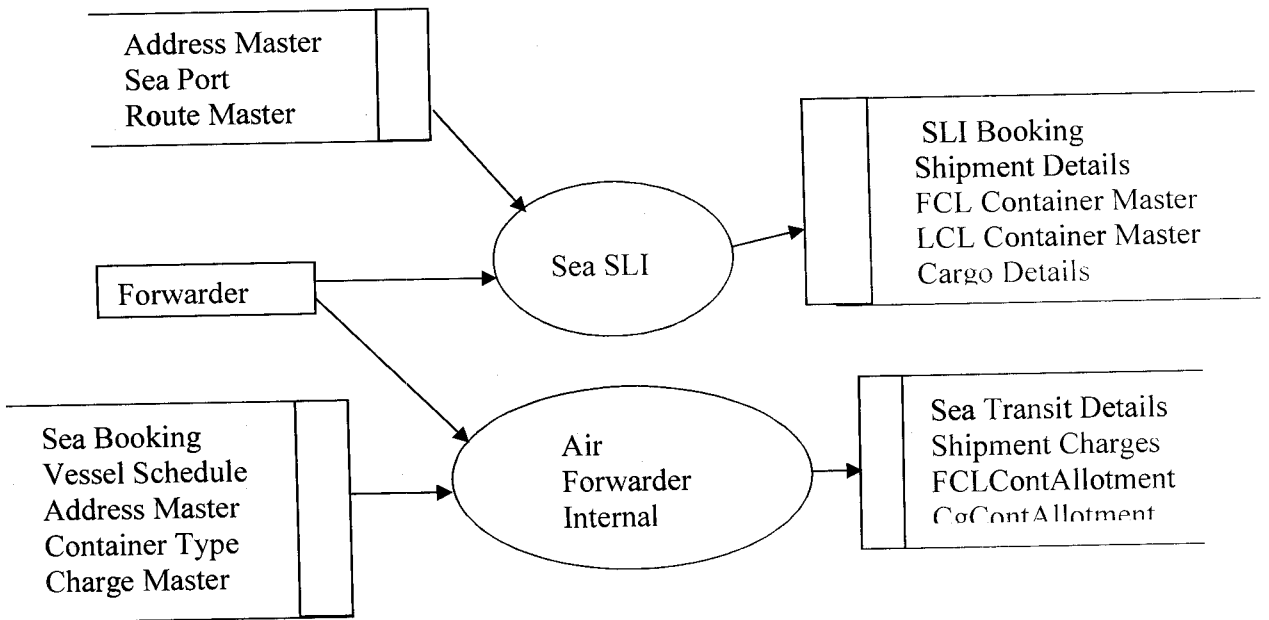 Address Master
Sea Port
Route Master
SLI Booking
Shipment Details
FCL Container Master
LCL Container Master
Cargo Details
Sea SLI
Forwarder
Sea Booking
Vessel Schedule
Address Master
Container Type
Charge Master
Air
Forwarder
Internal
Sea Transit Details
Shipment Charges
FCLContAllotment
CgContAllotment